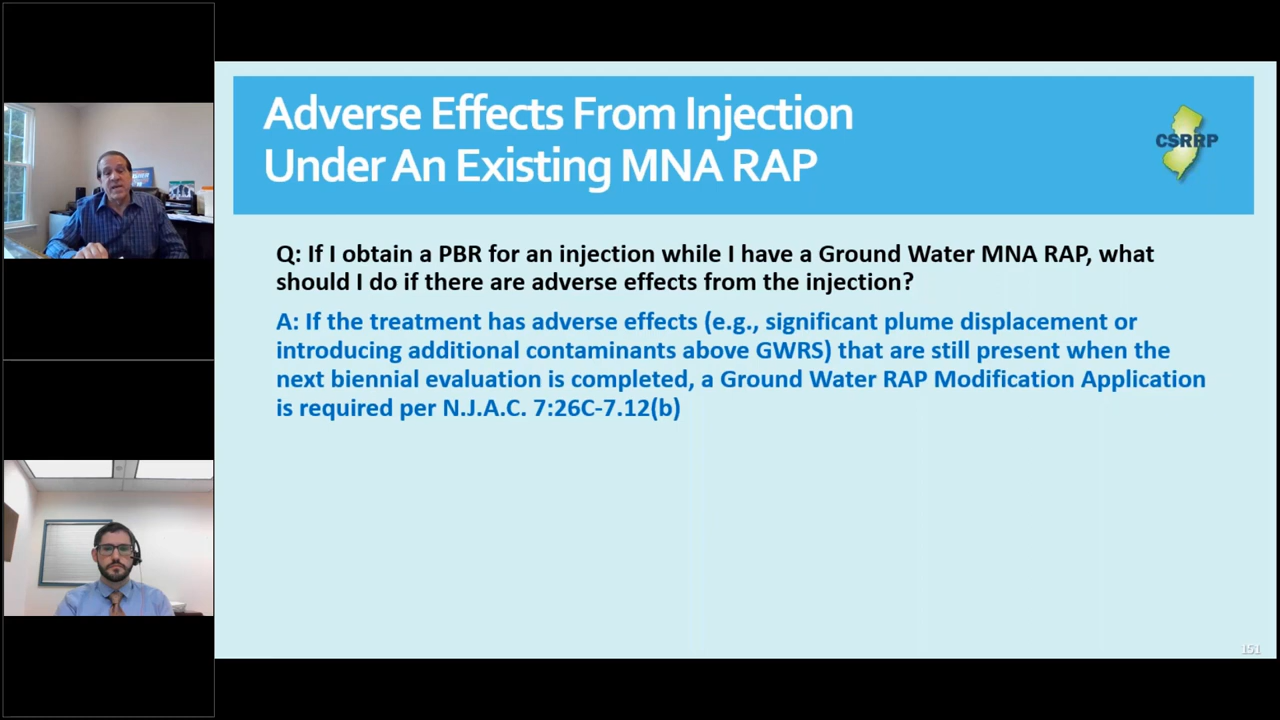 Adverse Effects From Injection
Under An Existing MNA RAP
CSRRP
Q: If I obtain a PBR for an injection while I have a Ground Water MNA RAP, what
should I do if there are adverse effects from the injection?
A: If the treatment has adverse effects (e.g., significant plume displacement or
introducing additional contaminants above GWRS) that are still present when the
next biennial evaluation is completed, a Ground Water RAP Modification Application
is required per N.J.A.C. 7:26C-7.12(b)
151